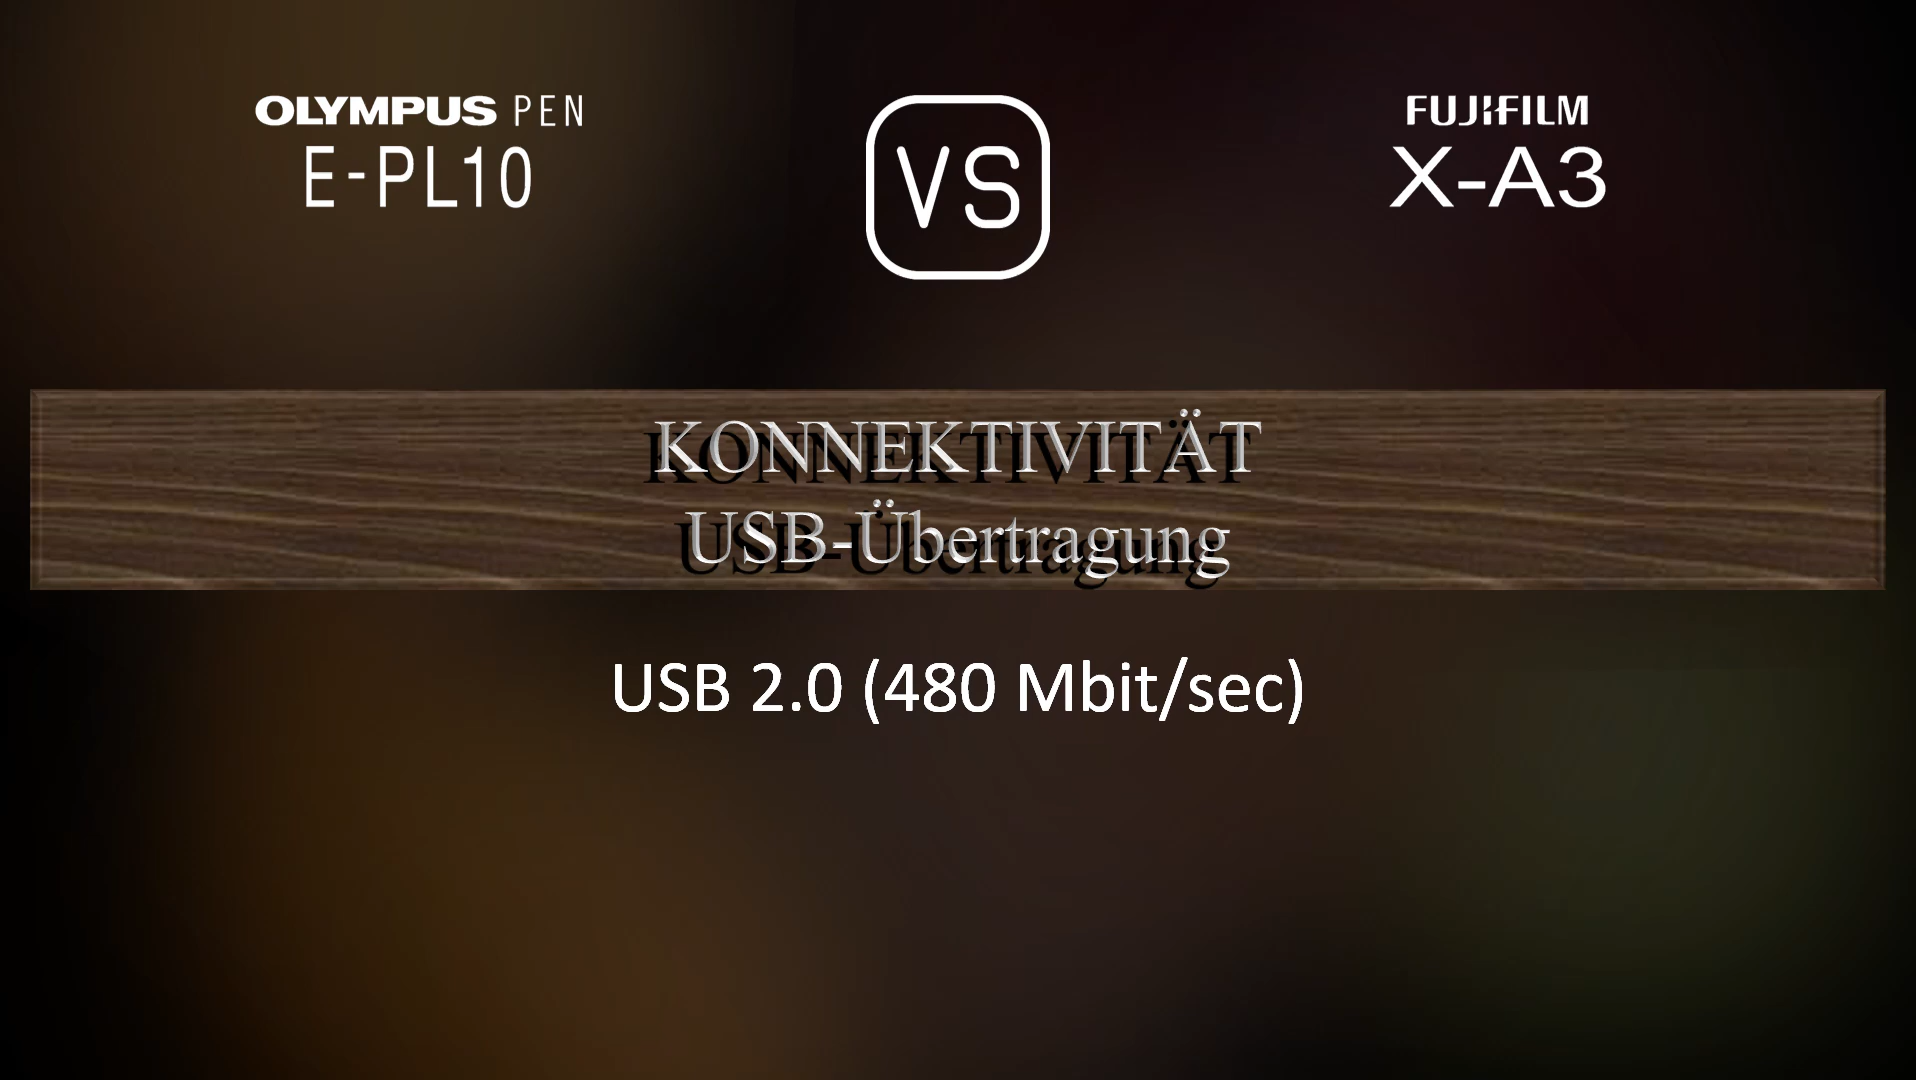 OLYMPUS PEN
E-PL10
VS
FUJIFILM
X-A3
KONNEKTIVITÄT
USB-Übertragung
USB 2.0 (480 Mbit/sec)